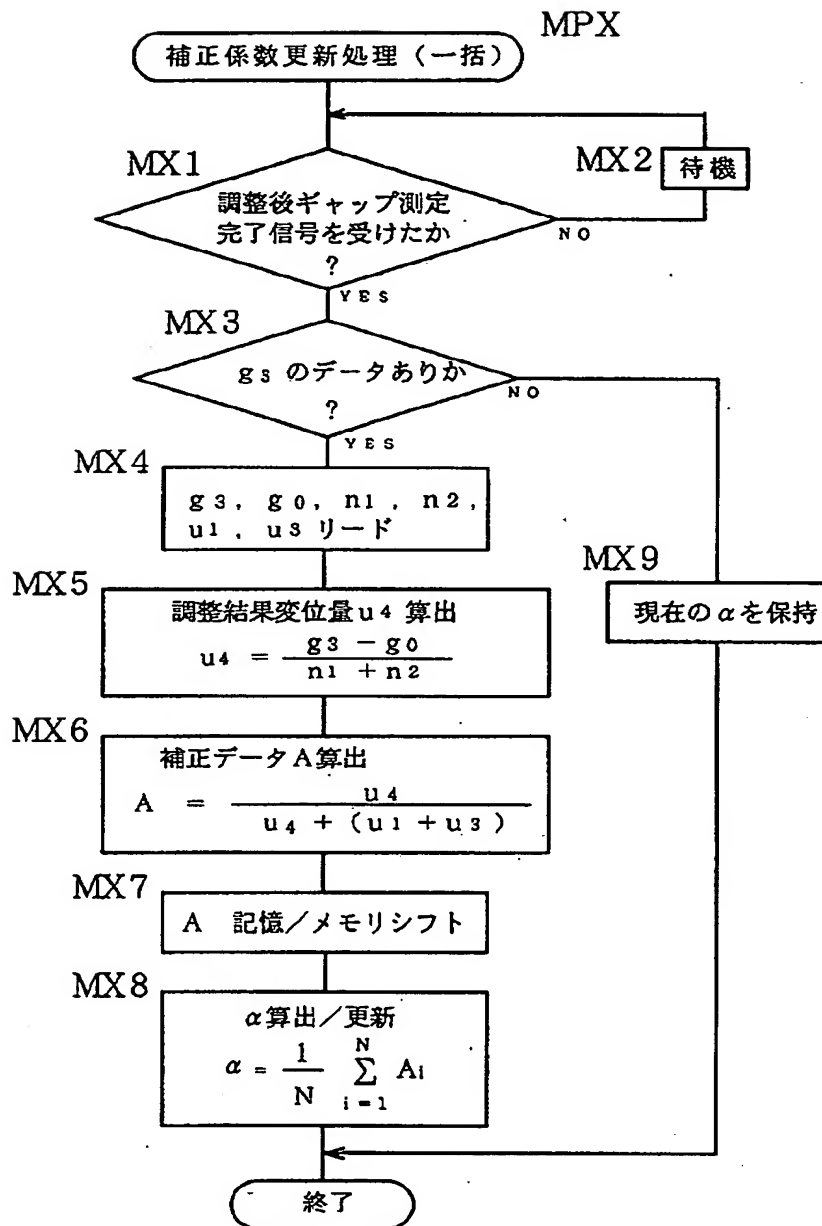 MPX
補正係数更新処理（一括）
MX1
調整後ギャップ測定
完了信号を受けたか
？
NO
MX2
待機
YES
MX3
g3 のデータありか
？
NO
YES
MX4
g3, g0, n1, n2,
u1, u3 リード
MX5
調整結果変位量u4 算出
u4 = (g3 − g0) / (n1 + n2)
MX6
補正データA算出
A = u4 / (u4 + (u1 + u3))
MX7
A 記憶／メモリシフト
MX8
α算出／更新
α = 1/N Σ_{i=1}^{N} Ai
MX9
現在のαを保持
終了